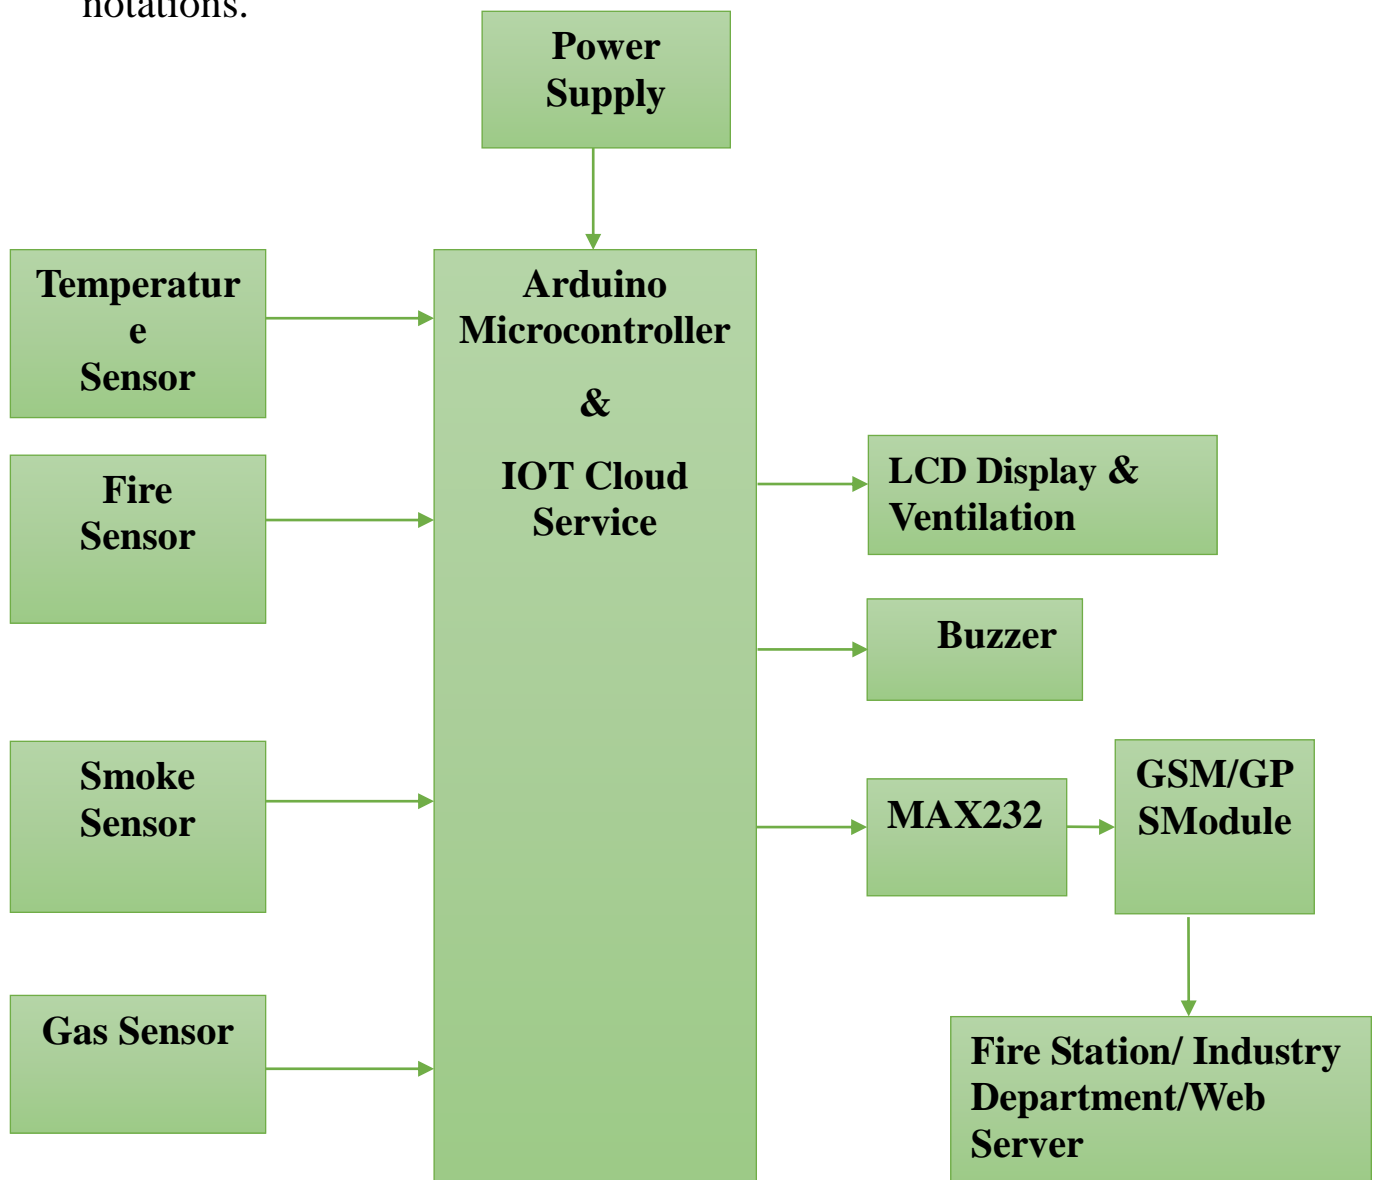 notations.
Power
Supply
Temperatur
e
Sensor
Arduino
Microcontroller
&
IOT Cloud
Service
Fire
Sensor
LCD Display &
Ventilation
Buzzer
Smoke
Sensor
MAX232
GSM/GP
SModule
Gas Sensor
Fire Station/ Industry
Department/Web
Server